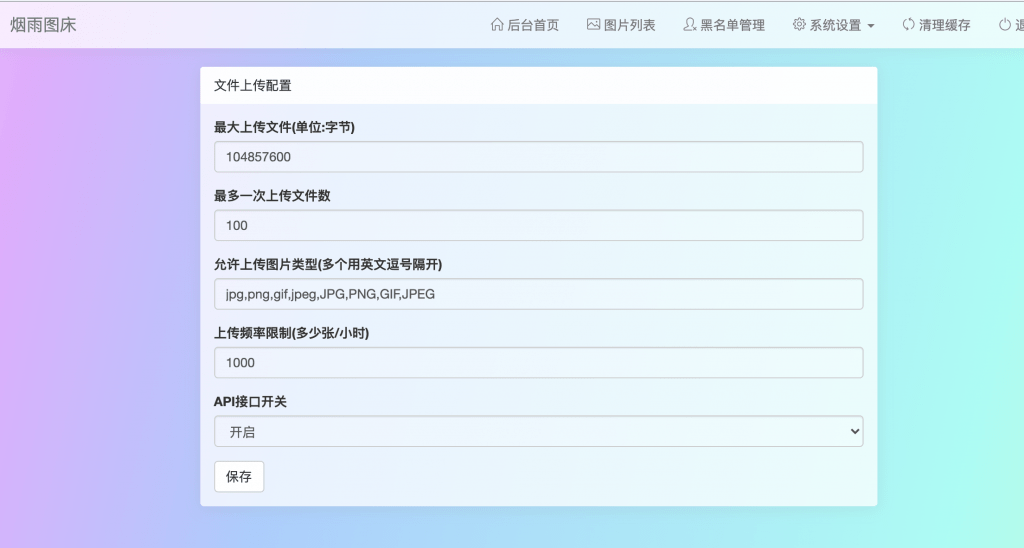 烟雨图床
后台首页 图片列表 黑名单管理 系统设置 清理缓存 退
文件上传配置
最大上传文件(单位:字节)
104857600
最多一次上传文件数
100
允许上传图片类型(多个用英文逗号隔开)
jpg,png,gif,jpeg,JPG,PNG,GIF,JPEG
上传频率限制(多少张/小时)
1000
API接口开关
开启
保存